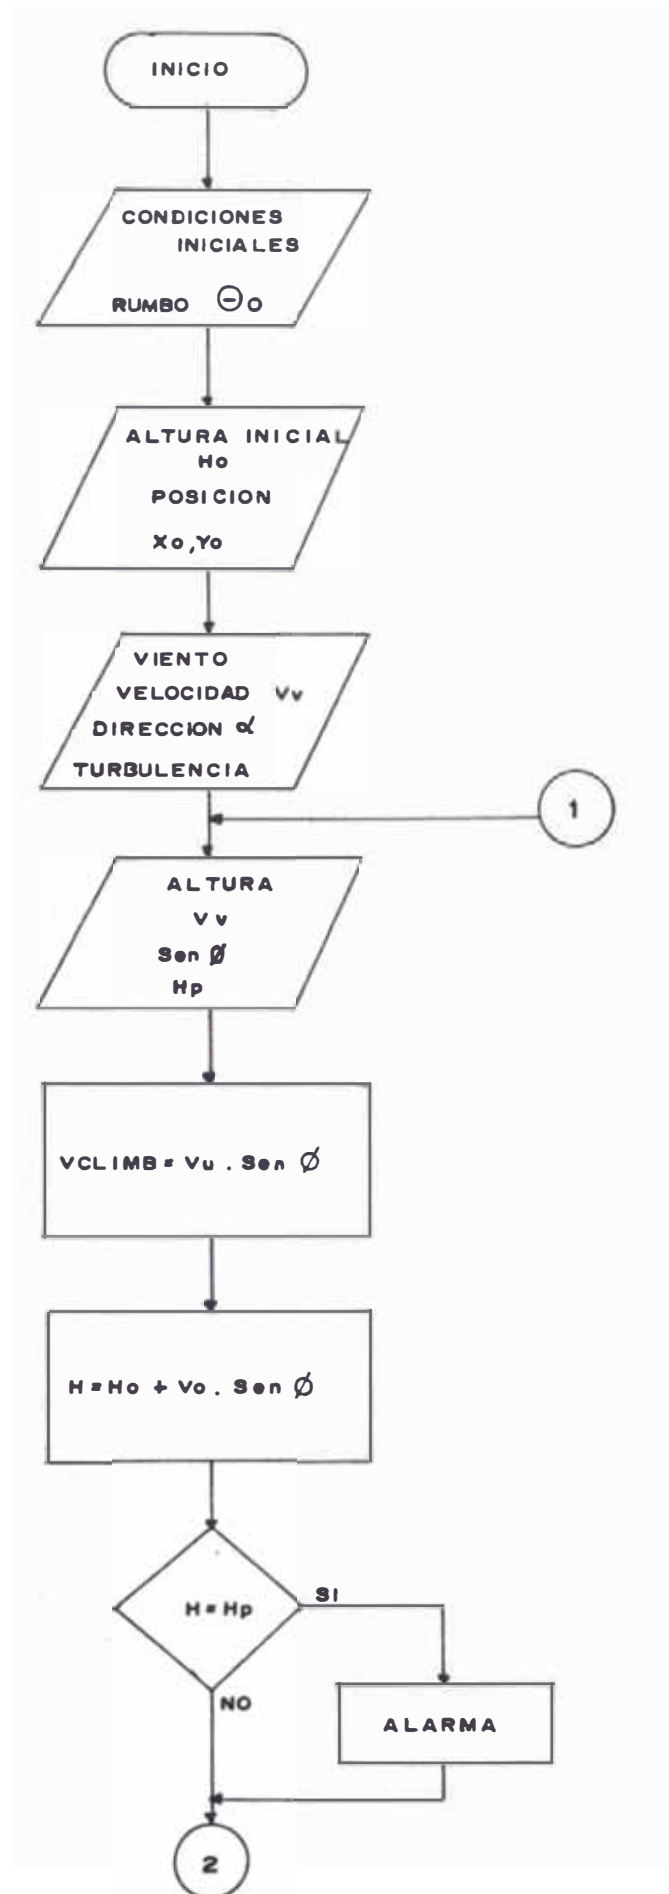 INICIO
CONDICIONES
INICIALES
RUMBO Θo
ALTURA INICIAL
Ho
POSICION
Xo,Yo
VIENTO
VELOCIDAD Vv
DIRECCION α
TURBULENCIA
1
ALTURA
Vv
Sen Ø
Hp
VCLIMB = Vu . Sen Ø
H = Ho + Vo . Sen Ø
H = Hp
SI
NO
ALARMA
2